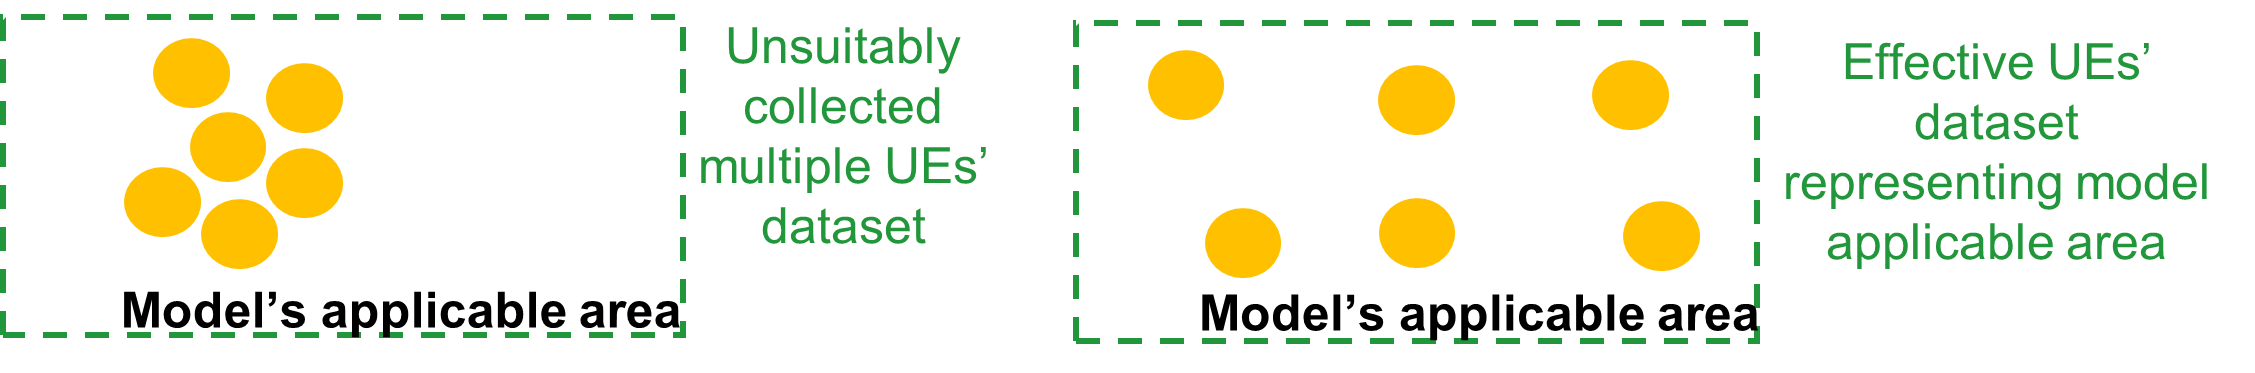 Unsuitably
collected
multiple UEs’
dataset
Model’s applicable area
Effective UEs’
dataset
representing model
applicable area
Model’s applicable area